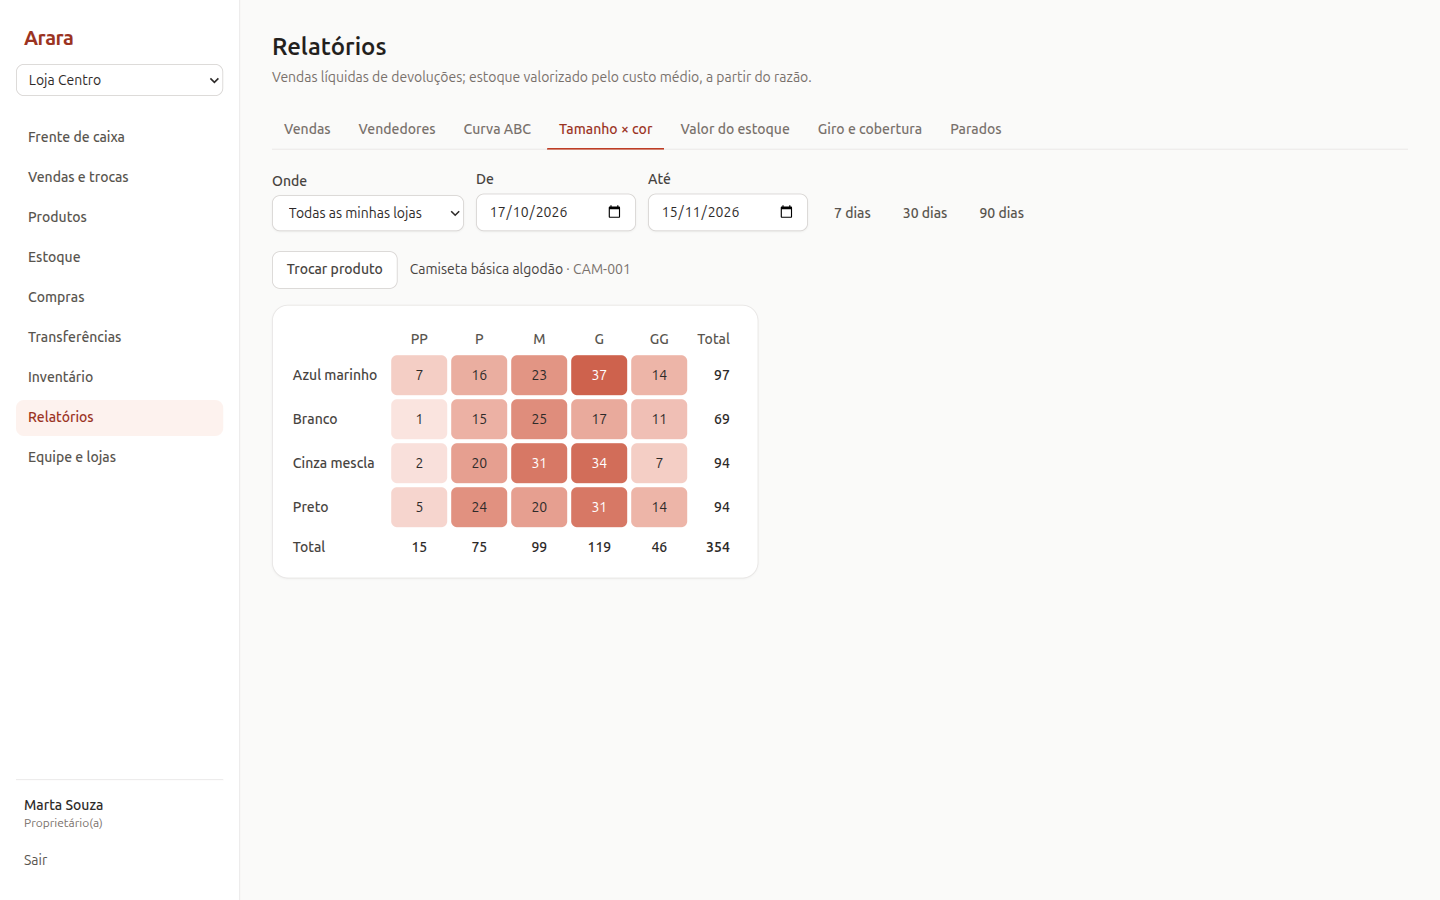 Arara
Loja Centro
Frente de caixa
Vendas e trocas
Produtos
Estoque
Compras
Transferências
Inventário
Relatórios
Equipe e lojas
Marta Souza
Proprietário(a)
Sair
Relatórios
Vendas líquidas de devoluções; estoque valorizado pelo custo médio, a partir do razão.
Vendas Vendedores Curva ABC Tamanho × cor Valor do estoque Giro e cobertura Parados
Onde De Até
Todas as minhas lojas 17/10/2026 15/11/2026 7 dias 30 dias 90 dias
Trocar produto Camiseta básica algodão · CAM-001
PP P M G GG Total
Azul marinho 7 16 23 37 14 97
Branco 1 15 25 17 11 69
Cinza mescla 2 20 31 34 7 94
Preto 5 24 20 31 14 94
Total 15 75 99 119 46 354